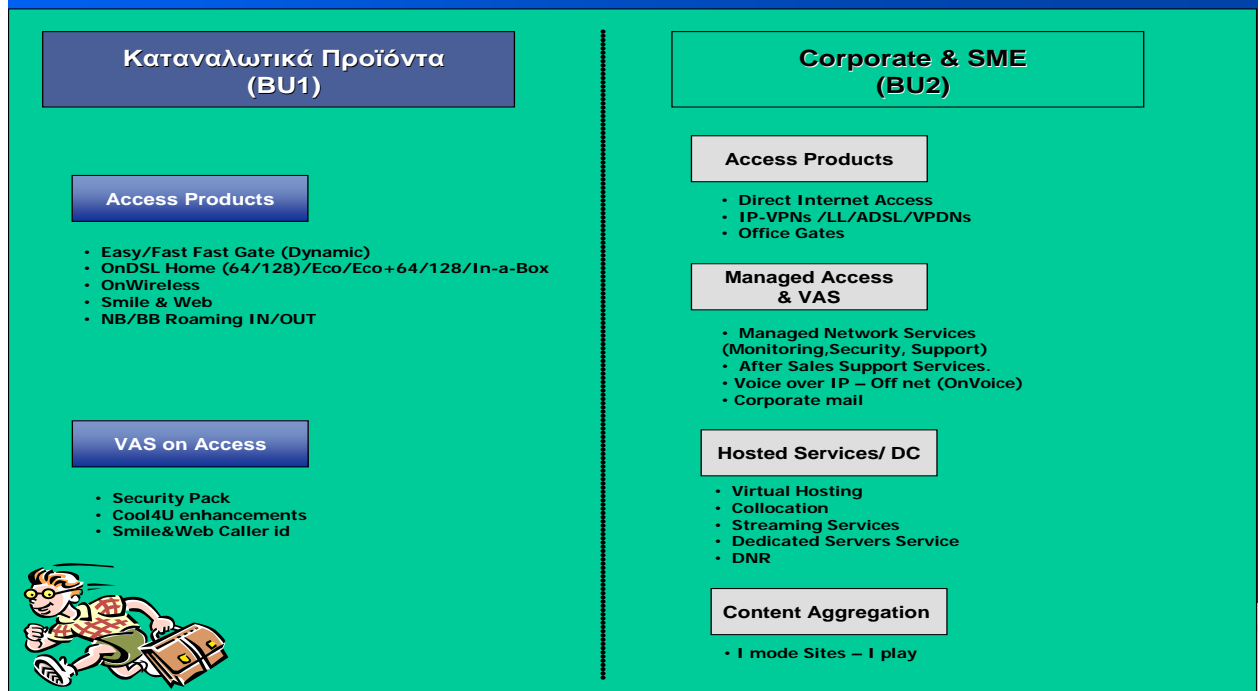 Καταναλωτικά Προϊόντα
(BU1)
Access Products
• Easy/Fast Fast Gate (Dynamic)
• OnDSL Home (64/128)/Eco/Eco+64/128/In-a-Box
• OnWireless
• Smile & Web
• NB/BB Roaming IN/OUT
VAS on Access
• Security Pack
• Cool4U enhancements
• Smile&Web Caller id
Corporate & SME
(BU2)
Access Products
• Direct Internet Access
• IP-VPNs /LL/ADSL/VPDNs
• Office Gates
Managed Access
& VAS
• Managed Network Services
(Monitoring,Security, Support)
• After Sales Support Services.
• Voice over IP – Off net (OnVoice)
• Corporate mail
Hosted Services/ DC
• Virtual Hosting
• Collocation
• Streaming Services
• Dedicated Servers Service
• DNR
Content Aggregation
• I mode Sites – I play